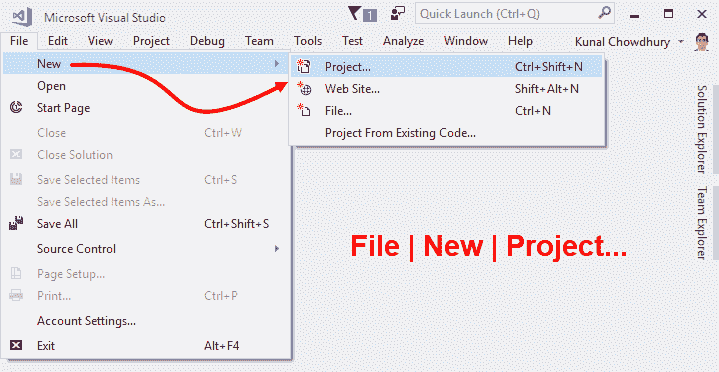 Microsoft Visual Studio
1
Quick Launch (Ctrl+Q)
File Edit View Project Debug Team Tools Test Analyze Window Help Kunal Chowdhury
New
Open
Start Page
Close Ctrl+W
Close Solution
Save Selected Items Ctrl+S
Save Selected Items As...
Save All Ctrl+Shift+S
Source Control
Page Setup...
Print... Ctrl+P
Account Settings...
Exit Alt+F4
Project... Ctrl+Shift+N
Web Site... Shift+Alt+N
File... Ctrl+N
Project From Existing Code...
File | New | Project...
Solution Explorer
Team Explorer